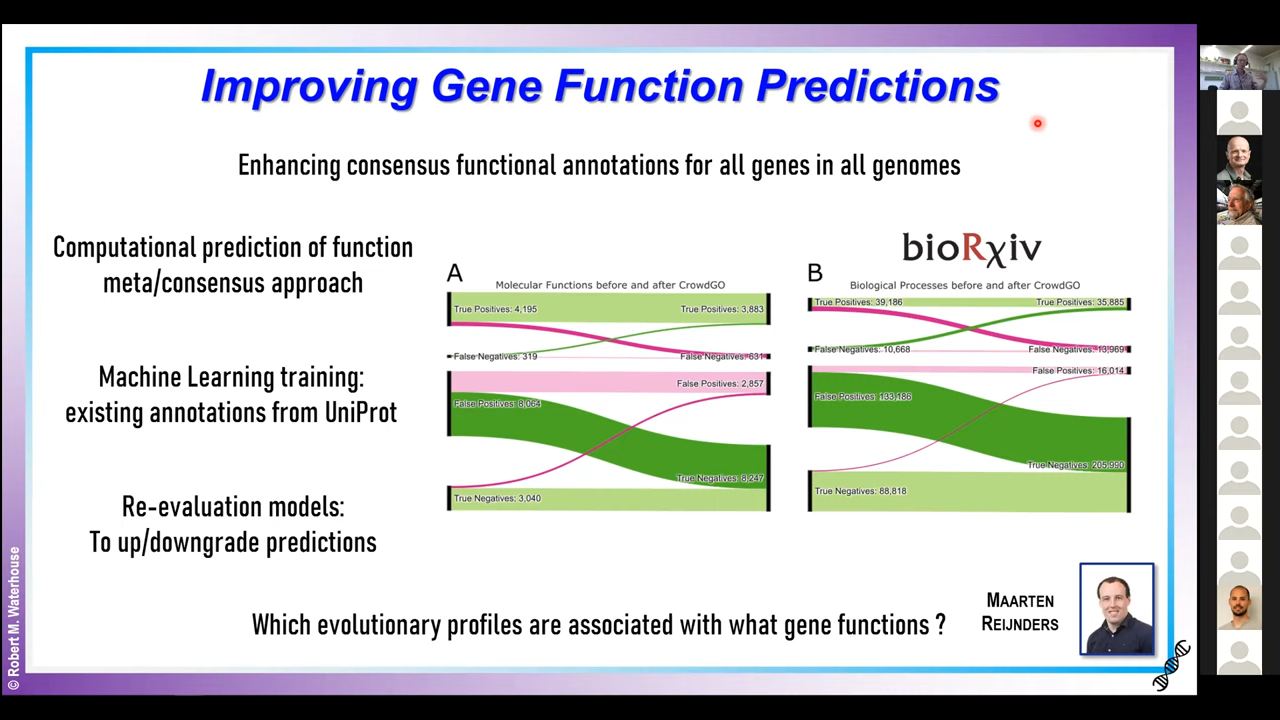 Improving Gene Function Predictions
Enhancing consensus functional annotations for all genes in all genomes
Computational prediction of function
meta/consensus approach
Machine Learning training:
existing annotations from UniProt
Re-evaluation models:
To up/downgrade predictions
bioRχiv
A
Molecular Functions before and after CrowdGO
True Positives: 4,195
True Positives: 3,883
False Negatives: 319
False Negatives: 631
False Positives: 2,857
False Positives: 8,064
True Negatives: 8,247
True Negatives: 3,040
B
Biological Processes before and after CrowdGO
True Positives: 39,186
True Positives: 35,885
False Negatives: 10,668
False Negatives: 13,969
False Positives: 16,014
False Positives: 133,186
True Negatives: 205,990
True Negatives: 88,818
Which evolutionary profiles are associated with what gene functions ?
MAARTEN
REIJNDERS
© Robert M. Waterhouse